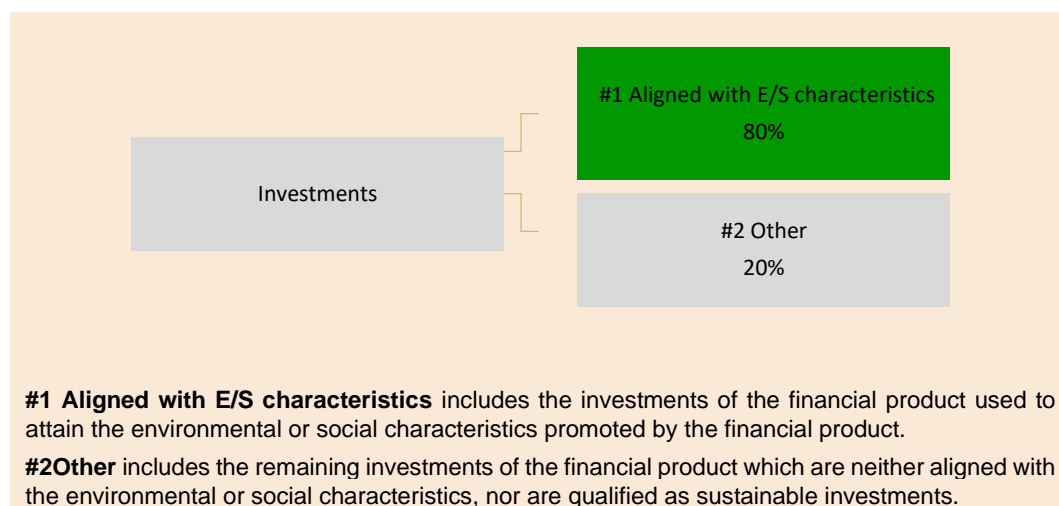 #1 Aligned with E/S characteristics
80%
Investments
#2 Other
20%
#1 Aligned with E/S characteristics includes the investments of the financial product used to
attain the environmental or social characteristics promoted by the financial product.
#2Other includes the remaining investments of the financial product which are neither aligned with
the environmental or social characteristics, nor are qualified as sustainable investments.